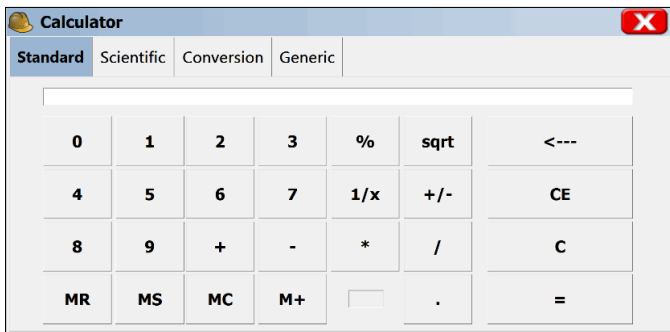 Calculator X
Standard Scientific Conversion Generic
0 1 2 3 % sqrt <---
4 5 6 7 1/x +/- CE
8 9 + - * / C
MR MS MC M+ . =